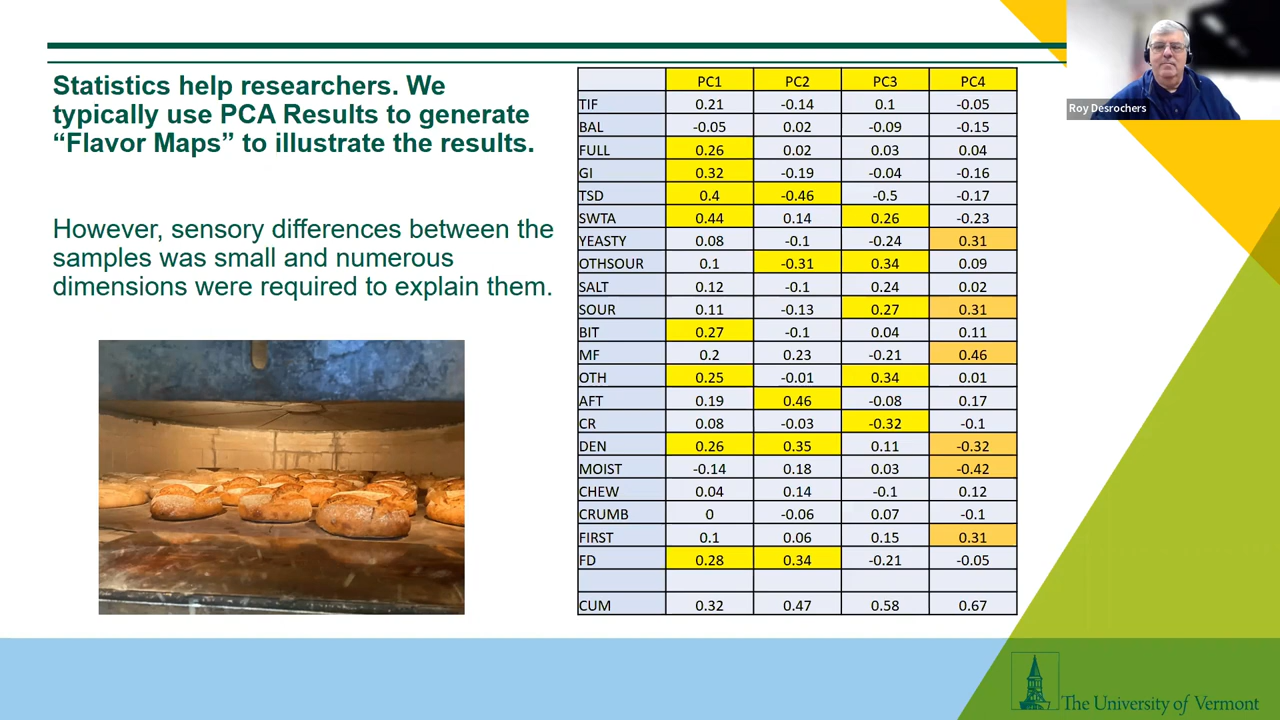 Statistics help researchers. We
typically use PCA Results to generate
“Flavor Maps” to illustrate the results.
However, sensory differences between the
samples was small and numerous
dimensions were required to explain them.
PC1 PC2 PC3 PC4
TIF 0.21 -0.14 0.1 -0.05
BAL -0.05 0.02 -0.09 -0.15
FULL 0.26 0.02 0.03 0.04
GI 0.32 -0.19 -0.04 -0.16
TSD 0.4 -0.46 -0.5 -0.17
SWTA 0.44 0.14 0.26 -0.23
YEASTY 0.08 -0.1 -0.24 0.31
OTHSOUR 0.1 -0.31 0.34 0.09
SALT 0.12 -0.1 0.24 0.02
SOUR 0.11 -0.13 0.27 0.31
BIT 0.27 -0.1 0.04 0.11
MF 0.2 0.23 -0.21 0.46
OTH 0.25 -0.01 0.34 0.01
AFT 0.19 0.46 -0.08 0.17
CR 0.08 -0.03 -0.32 -0.1
DEN 0.26 0.35 0.11 -0.32
MOIST -0.14 0.18 0.03 -0.42
CHEW 0.04 0.14 -0.1 0.12
CRUMB 0 -0.06 0.07 -0.1
FIRST 0.1 0.06 0.15 0.31
FD 0.28 0.34 -0.21 -0.05
CUM 0.32 0.47 0.58 0.67
Roy Desrochers
The University of Vermont